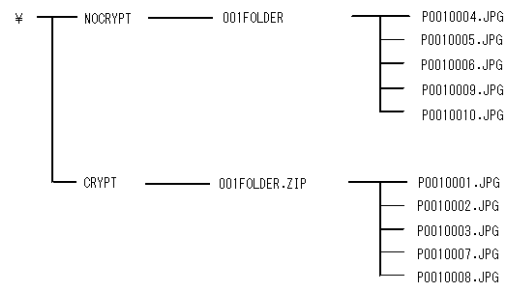 ¥ NOCRYPT 001FOLDER P0010004.JPG
P0010005.JPG
P0010006.JPG
P0010009.JPG
P0010010.JPG
CRYPT 001FOLDER.ZIP P0010001.JPG
P0010002.JPG
P0010003.JPG
P0010007.JPG
P0010008.JPG